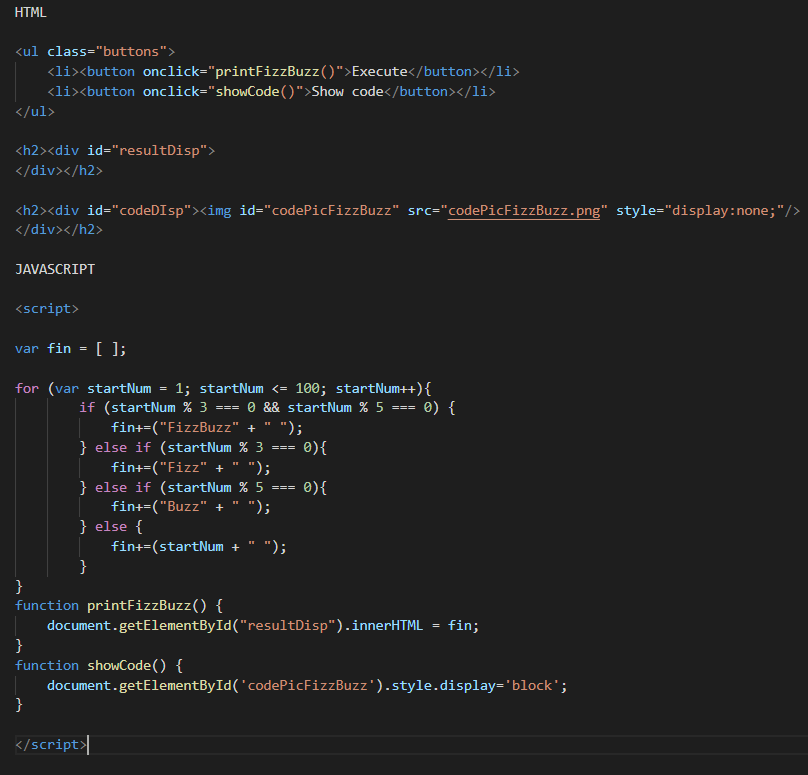 HTML
<ul class="buttons">
    <li><button onclick="printFizzBuzz()">Execute</button></li>
    <li><button onclick="showCode()">Show code</button></li>
</ul>
<h2><div id="resultDisp">
</div></h2>
<h2><div id="codeDIsp"><img id="codePicFizzBuzz" src="codePicFizzBuzz.png" style="display:none;"/>
</div></h2>
JAVASCRIPT
<script>
var fin = [ ];
for (var startNum = 1; startNum <= 100; startNum++){
        if (startNum % 3 === 0 && startNum % 5 === 0) {
            fin+=("FizzBuzz" + " ");
        } else if (startNum % 3 === 0){
            fin+=("Fizz" + " ");
        } else if (startNum % 5 === 0){
            fin+=("Buzz" + " ");
        } else {
            fin+=(startNum + " ");
        }
}
function printFizzBuzz() {
    document.getElementById("resultDisp").innerHTML = fin;
}
function showCode() {
    document.getElementById('codePicFizzBuzz').style.display='block';
}
</script>